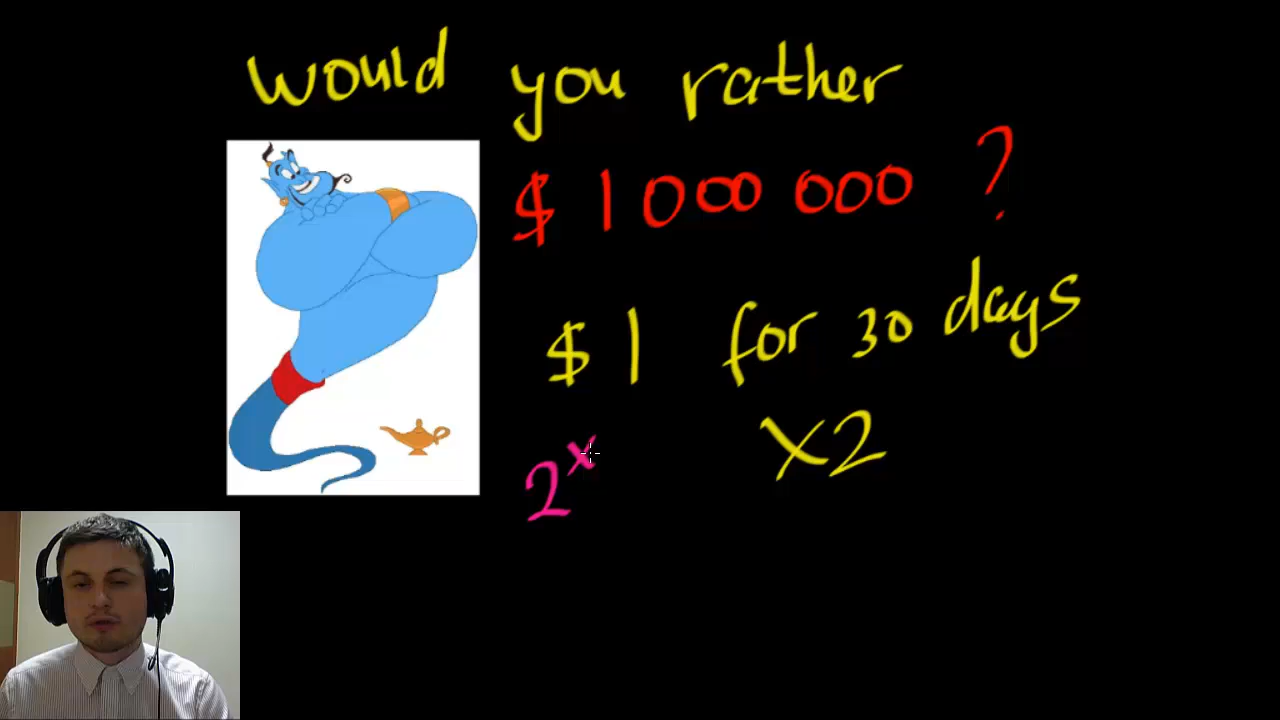 would you rather
$ 1 000 000 ?
$ 1 for 30 days
2^x x2